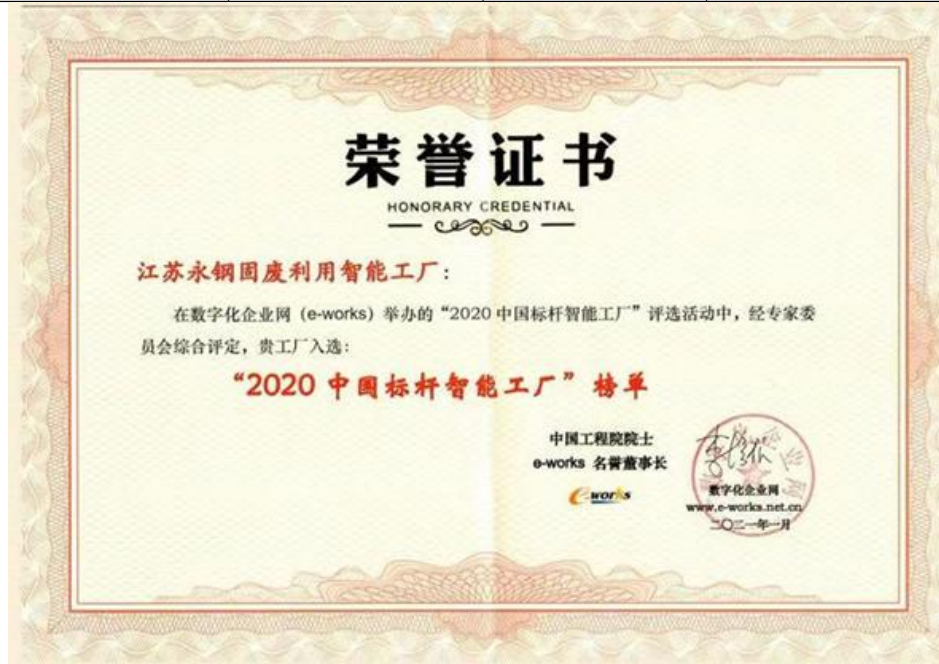 荣誉证书
HONORARY CREDENTIAL
江苏永钢固废利用智能工厂：
在数字化企业网（e-works）举办的“2020 中国标杆智能工厂”评选活动中，经专家委
员会综合评定，贵工厂入选：
“2020 中国标杆智能工厂”榜单
中国工程院院士
e-works 名誉董事长
e-works
数字化企业网
www.e-works.net.cn
二〇二一年一月